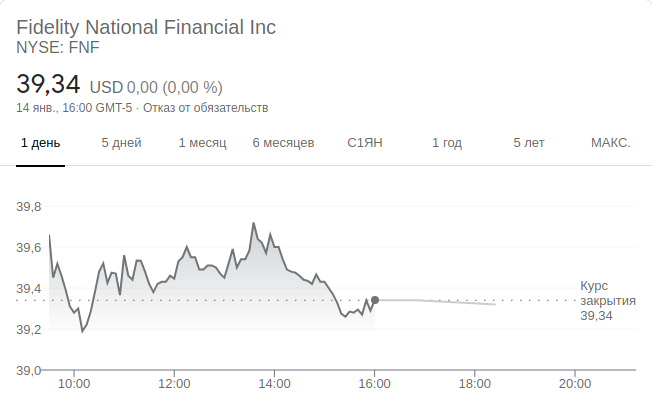 Fidelity National Financial Inc
NYSE: FNF
39,34 USD 0,00 (0,00 %)
14 янв., 16:00 GMT-5 · Отказ от обязательств
1 день 5 дней 1 месяц 6 месяцев С1ЯН 1 год 5 лет МАКС.
39,8
39,6
39,4
Курс
закрытия
39,34
39,2
39,0
10:00 12:00 14:00 16:00 18:00 20:00